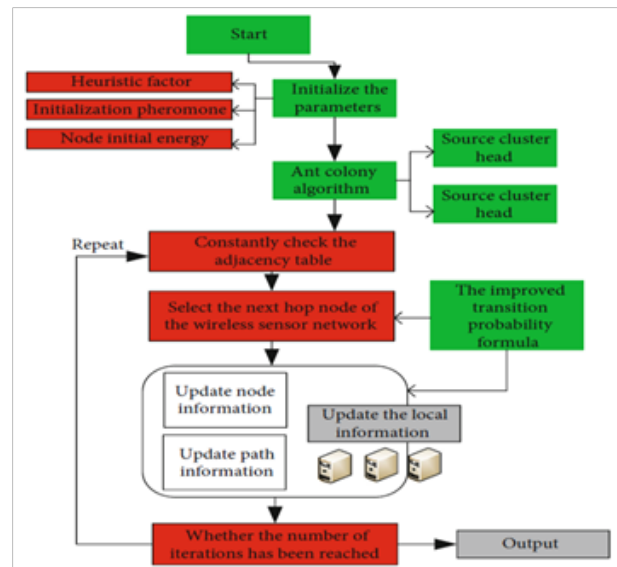 Start
Heuristic factor
Initialization pheromone
Node initial energy
Initialize the
parameters
Source cluster
head
Ant colony
algorithm
Source cluster
head
Repeat
Constantly check the
adjacency table
Select the next hop node of
the wireless sensor network
The improved
transition
probability
formula
Update node
information
Update the local
information
Update path
information
Whether the number of
iterations has been reached
Output